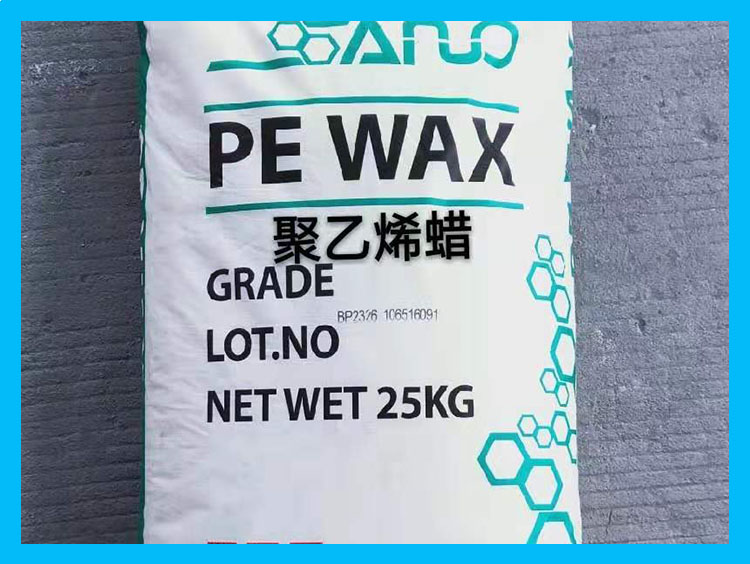 PE WAX
聚乙烯蜡
GRADE
BP2326 106516091
LOT.NO
NET WET 25KG